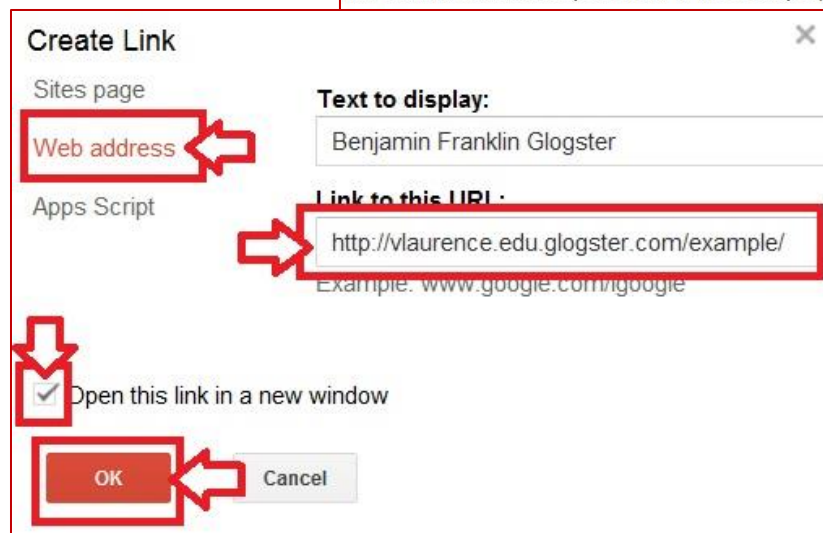 Create Link
Sites page
Web address
Apps Script
Text to display:
Benjamin Franklin Glogster
Link to this URL:
http://vlaurence.edu.glogster.com/example/
Example: www.google.com/igoogle
Open this link in a new window
OK
Cancel